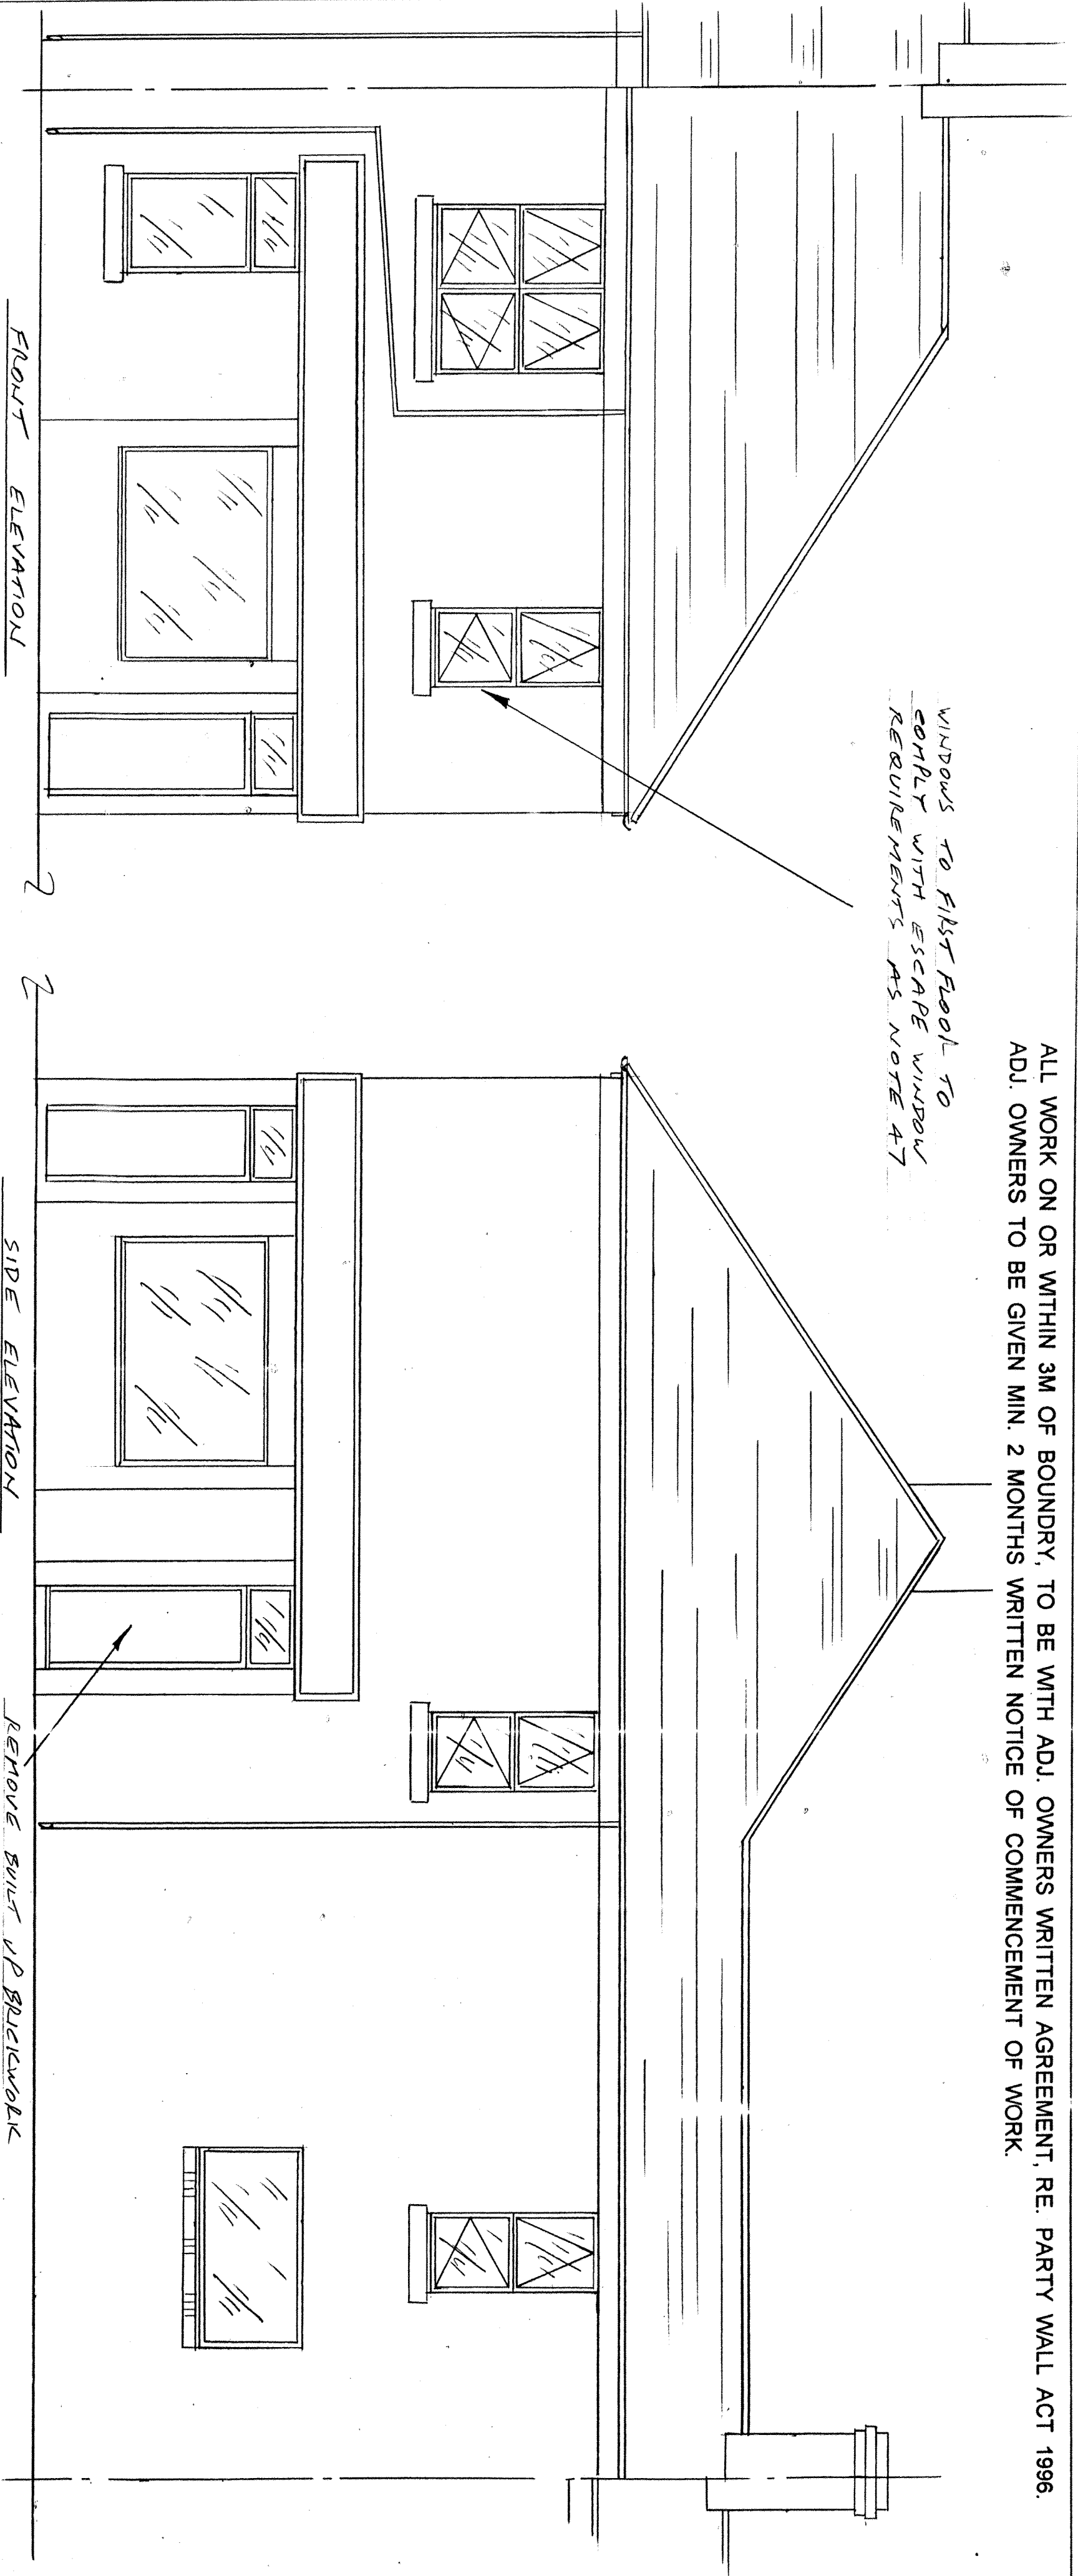 ALL WORK ON OR WITHIN 3M OF BOUNDRY, TO BE WITH ADJ. OWNERS WRITTEN AGREEMENT, RE. PARTY WALL ACT 1996.
ADJ. OWNERS TO BE GIVEN MIN. 2 MONTHS WRITTEN NOTICE OF COMMENCEMENT OF WORK.
WINDOWS TO FIRST FLOOR TO
COMPLY WITH ESCAPE WINDOW
REQUIREMENTS AS NOTE 47
FRONT ELEVATION
SIDE ELEVATION
REMOVE BUILT UP BRICKWORK